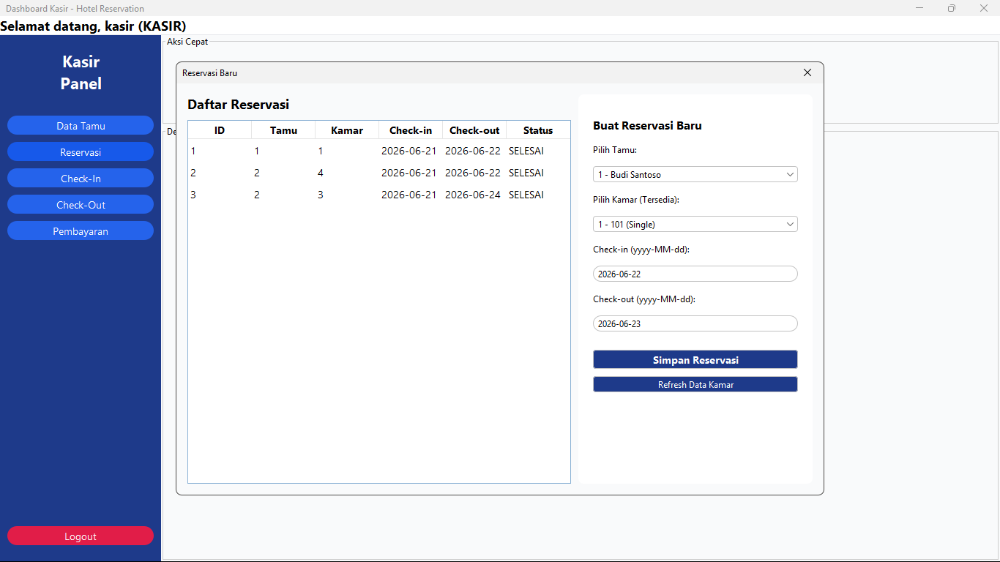 Dashboard Kasir - Hotel Reservation
Selamat datang, kasir (KASIR)
Kasir
Panel
Data Tamu
Reservasi
Check-In
Check-Out
Pembayaran
Logout
Aksi Cepat
De
Reservasi Baru
Daftar Reservasi
ID Tamu Kamar Check-in Check-out Status
1 1 1 2026-06-21 2026-06-22 SELESAI
2 2 4 2026-06-21 2026-06-22 SELESAI
3 2 3 2026-06-21 2026-06-24 SELESAI
Buat Reservasi Baru
Pilih Tamu:
1 - Budi Santoso
Pilih Kamar (Tersedia):
1 - 101 (Single)
Check-in (yyyy-MM-dd):
2026-06-22
Check-out (yyyy-MM-dd):
2026-06-23
Simpan Reservasi
Refresh Data Kamar